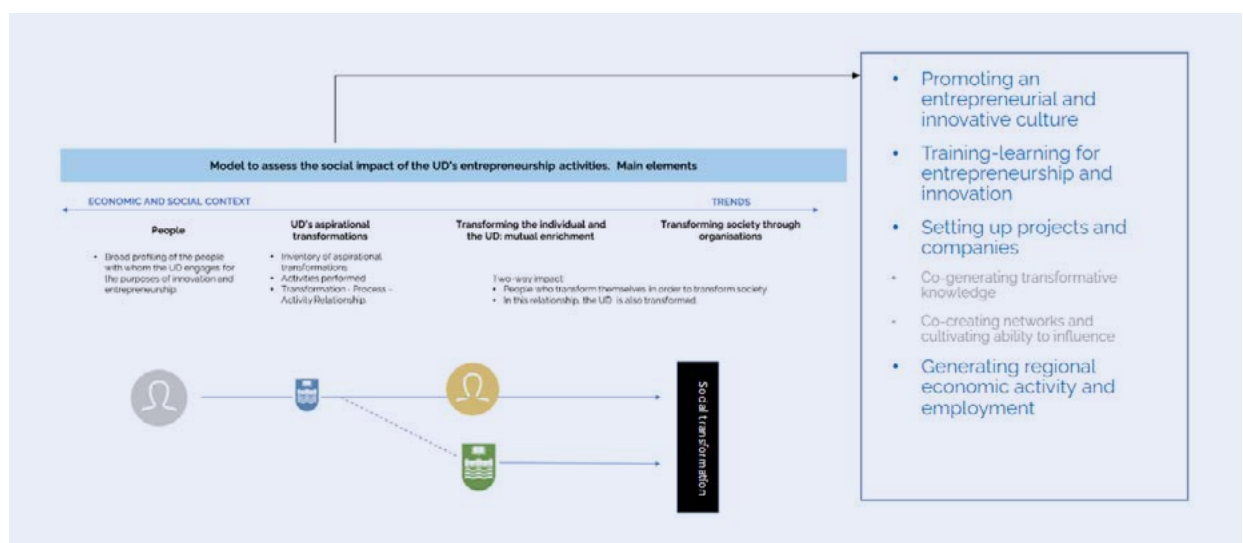 Model to assess the social impact of the UD's entrepreneurship activities. Main elements
ECONOMIC AND SOCIAL CONTEXT
TRENDS
People
• Broad profiling of the people
with whom the UD engages for
the purposes of innovation and
entrepreneurship.
UD's aspirational
transformations
• Inventory of aspirational
transformations
• Activities performed
• Transformation - Process -
Activity Relationship
Transforming the individual and
the UD: mutual enrichment
Two-way impact:
• People who transform themselves in order to transform society
• In this relationship, the UD is also transformed
Transforming society through
organisations
Social transformation
• Promoting an
entrepreneurial and
innovative culture
• Training-learning for
entrepreneurship and
innovation
• Setting up projects and
companies
• Co-generating transformative
knowledge
• Co-creating networks and
cultivating ability to influence
• Generating regional
economic activity and
employment